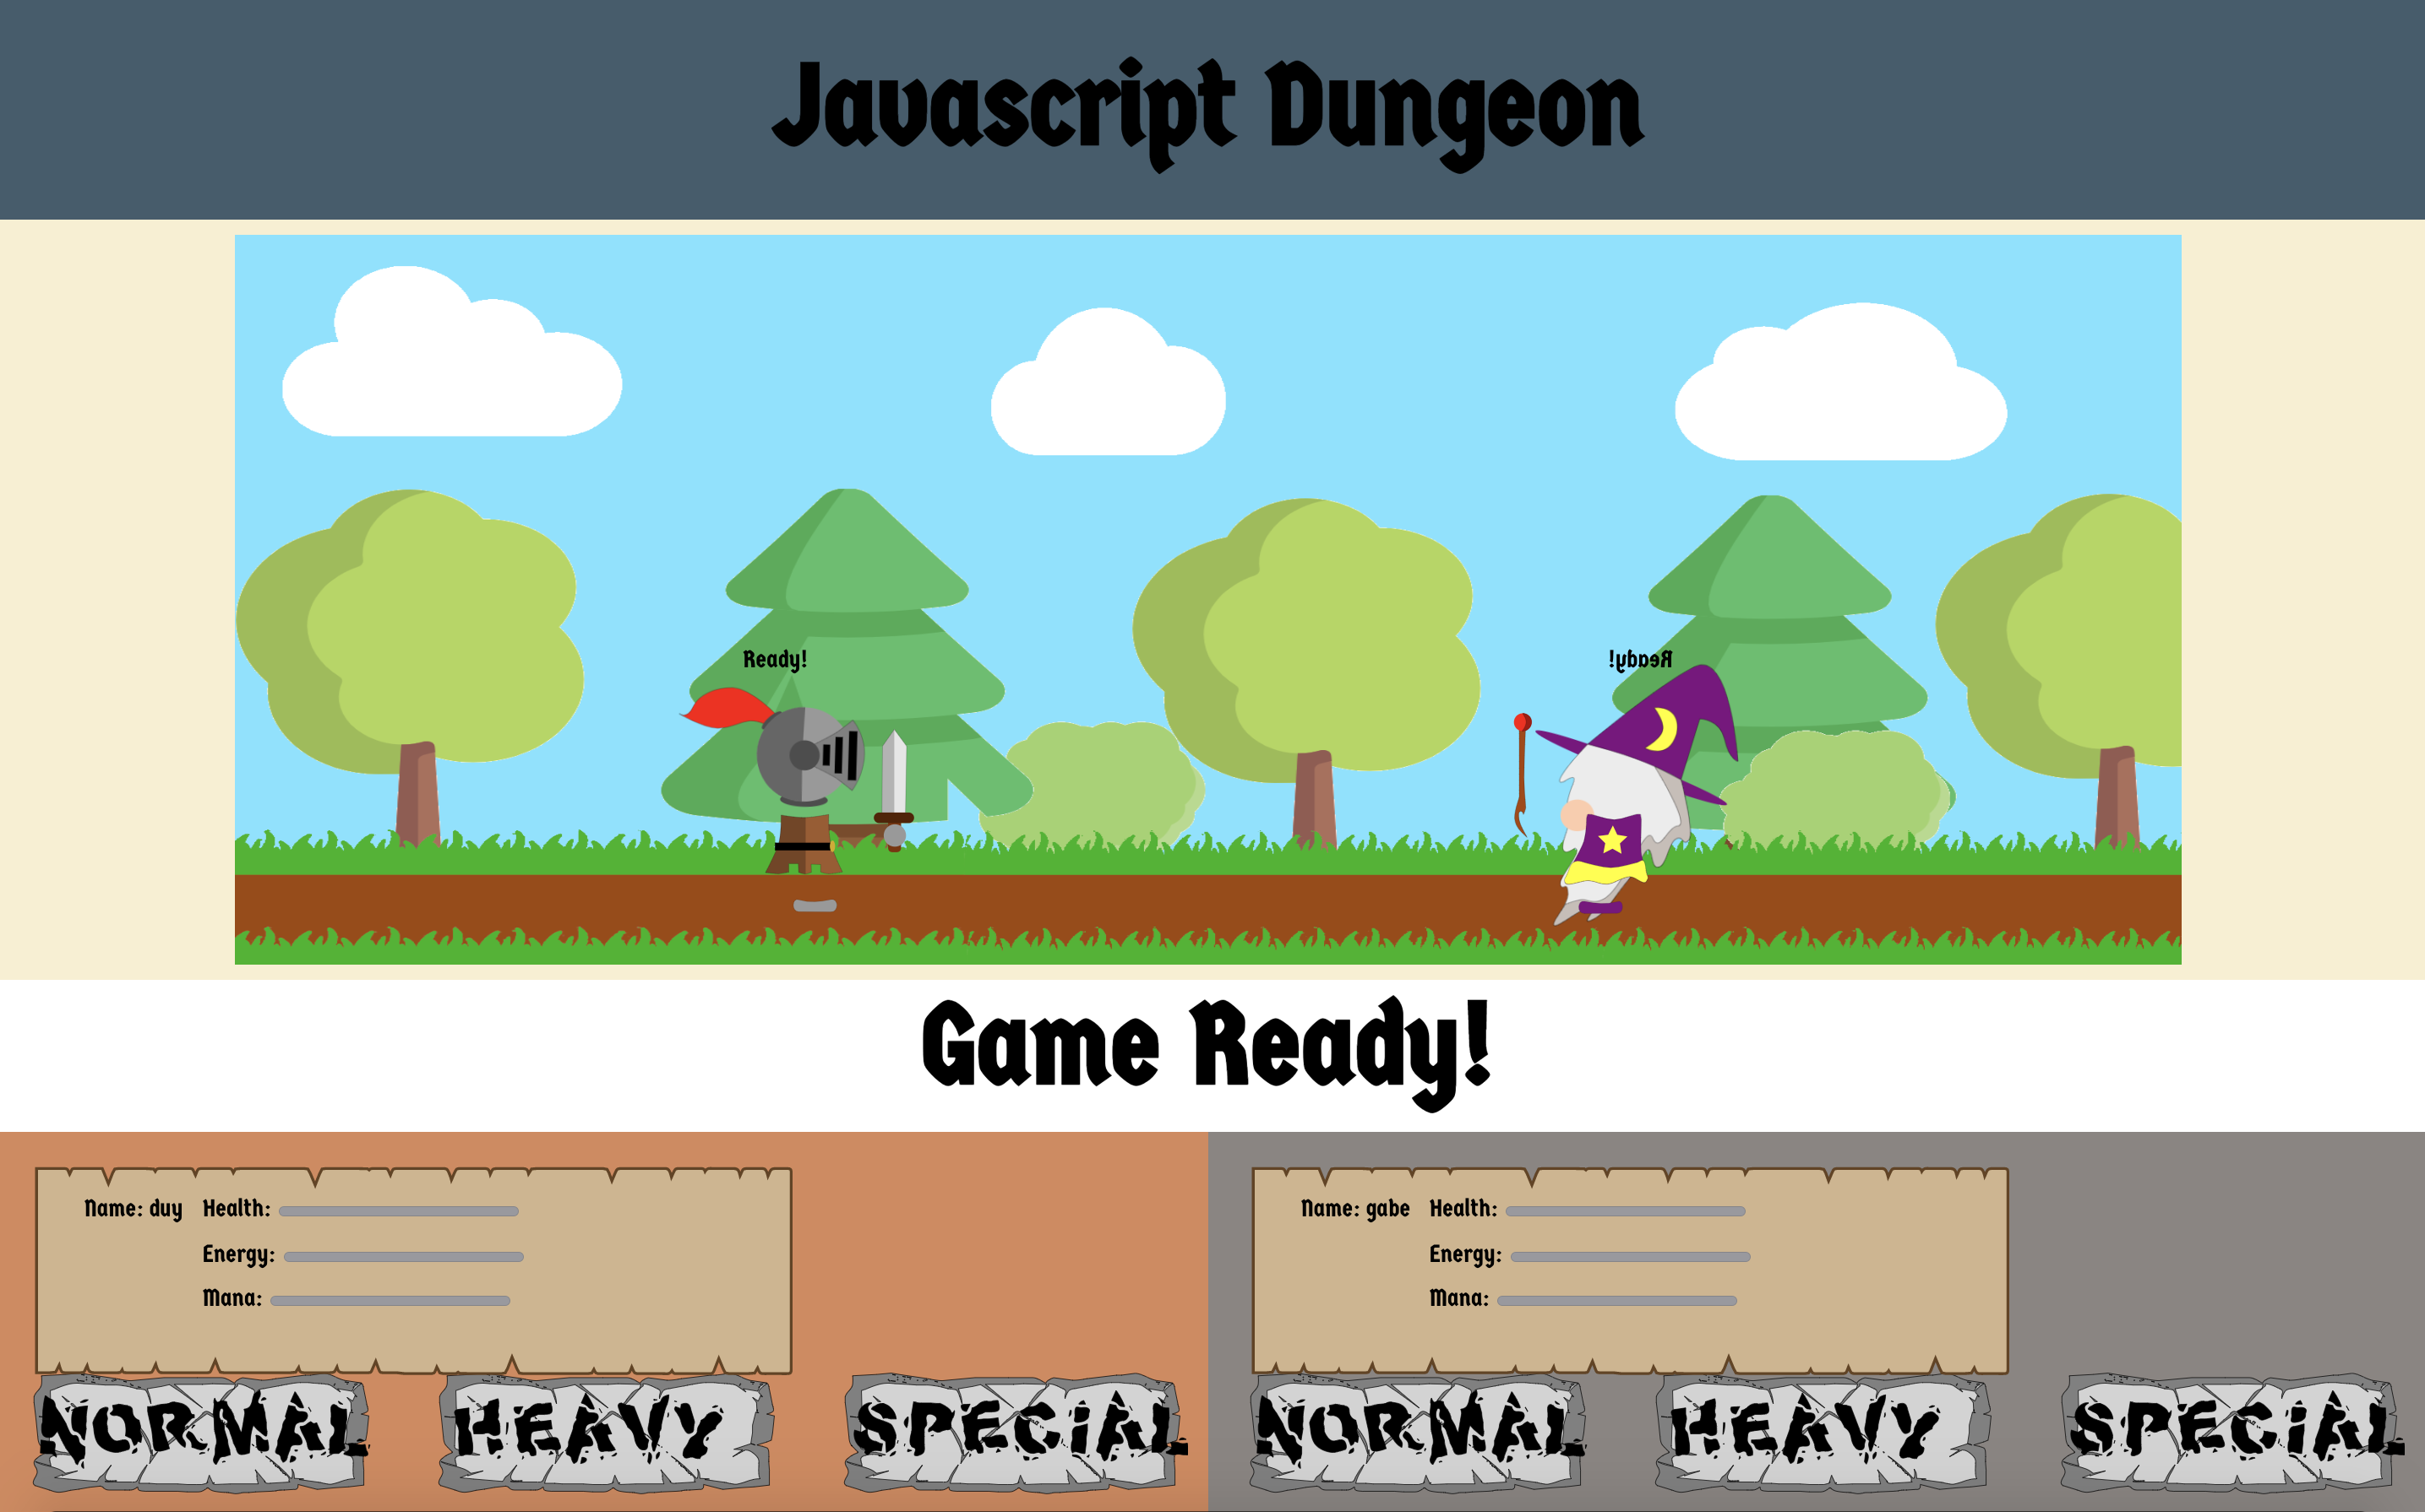 Javascript Dungeon
Ready!
Ready!
Game Ready!
Name: duy Health:
Energy:
Mana:
Name: gabe Health:
Energy:
Mana:
NORMAL HEAVY SPECIAL NORMAL HEAVY SPECIAL